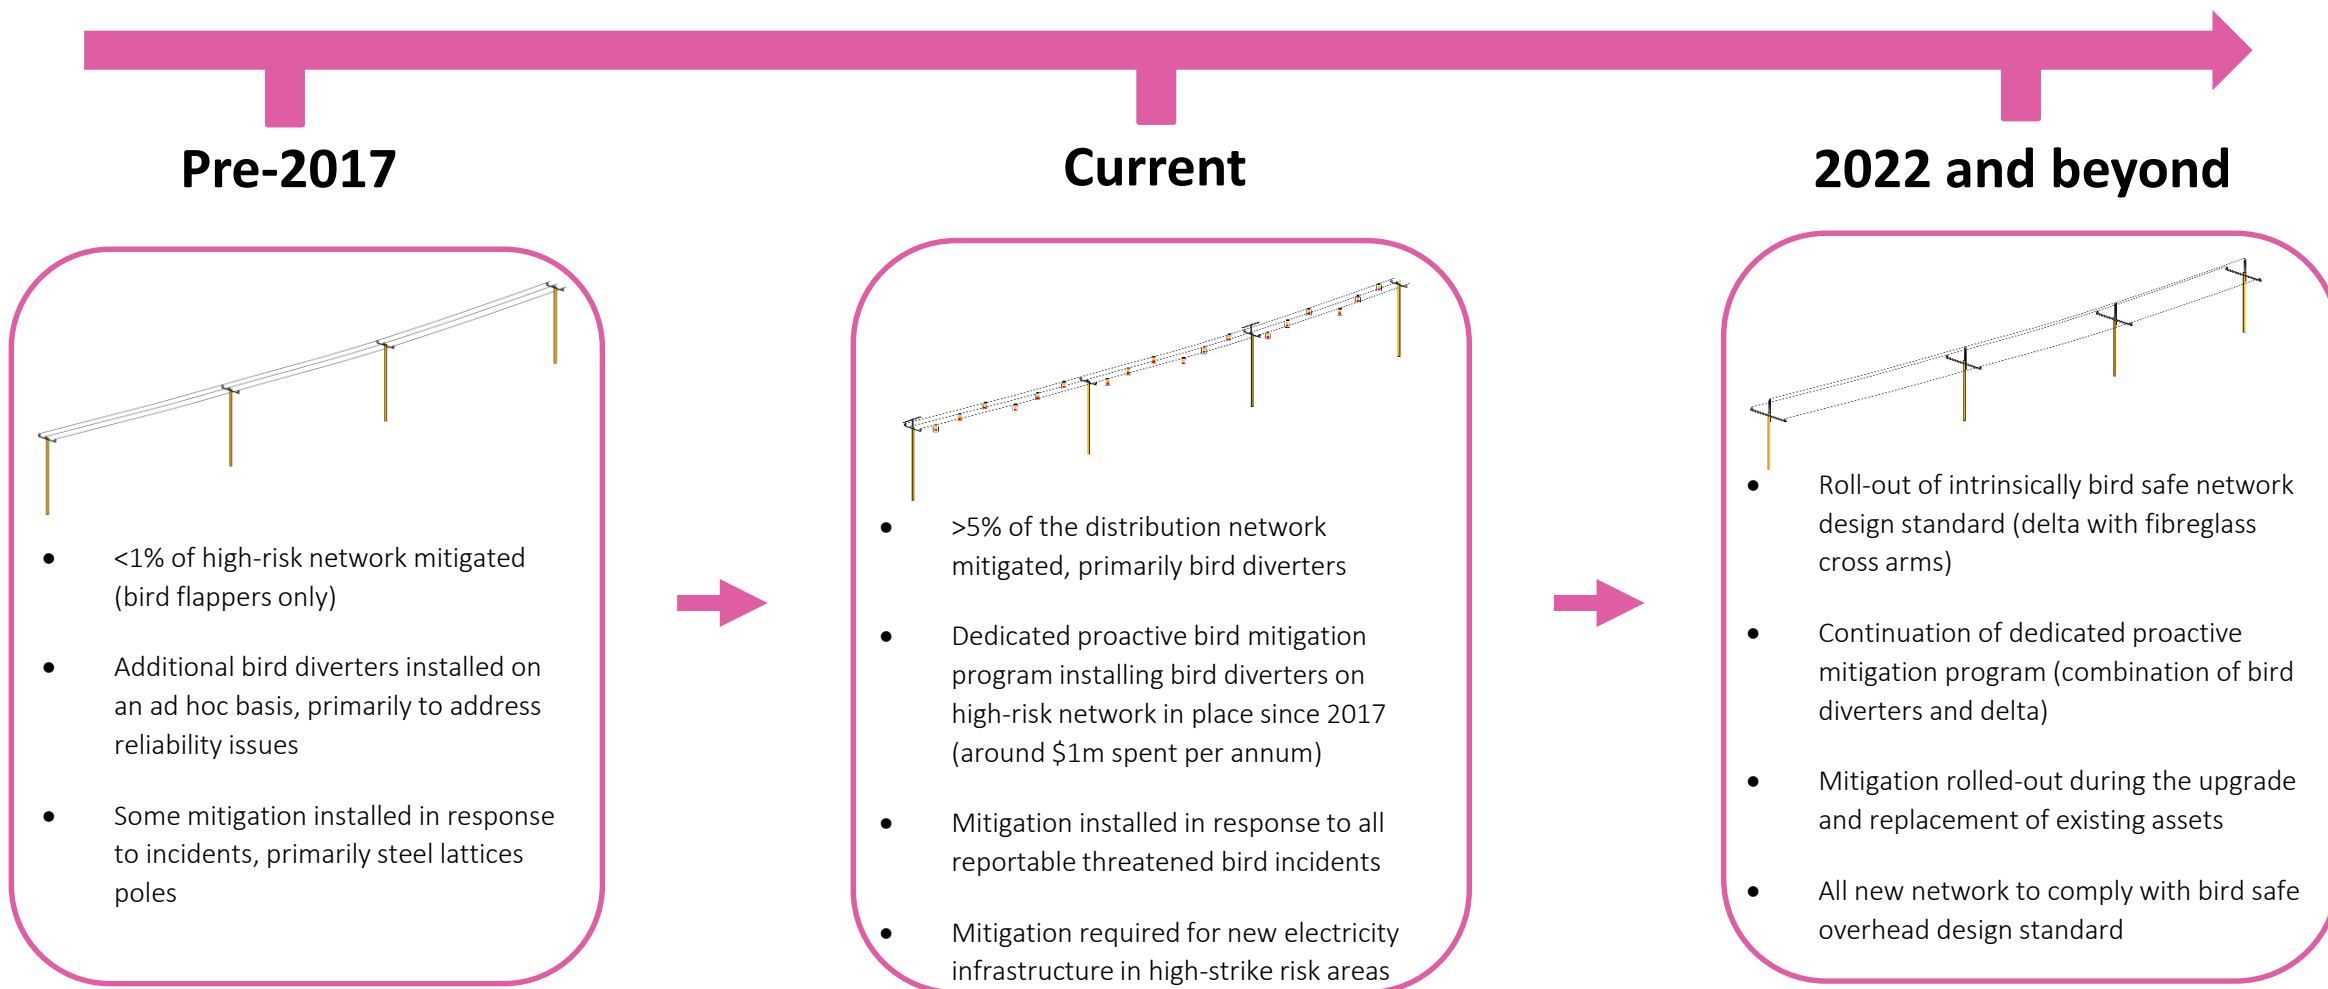 Pre-2017
<1% of high-risk network mitigated
(bird flappers only)
Additional bird diverters installed on
an ad hoc basis, primarily to address
reliability issues
Some mitigation installed in response
to incidents, primarily steel lattices
poles
Current
>5% of the distribution network
mitigated, primarily bird diverters
Dedicated proactive bird mitigation
program installing bird diverters on
high-risk network in place since 2017
(around $1m spent per annum)
Mitigation installed in response to all
reportable threatened bird incidents
Mitigation required for new electricity
infrastructure in high-strike risk areas
2022 and beyond
Roll-out of intrinsically bird safe network
design standard (delta with fibreglass
cross arms)
Continuation of dedicated proactive
mitigation program (combination of bird
diverters and delta)
Mitigation rolled-out during the upgrade
and replacement of existing assets
All new network to comply with bird safe
overhead design standard